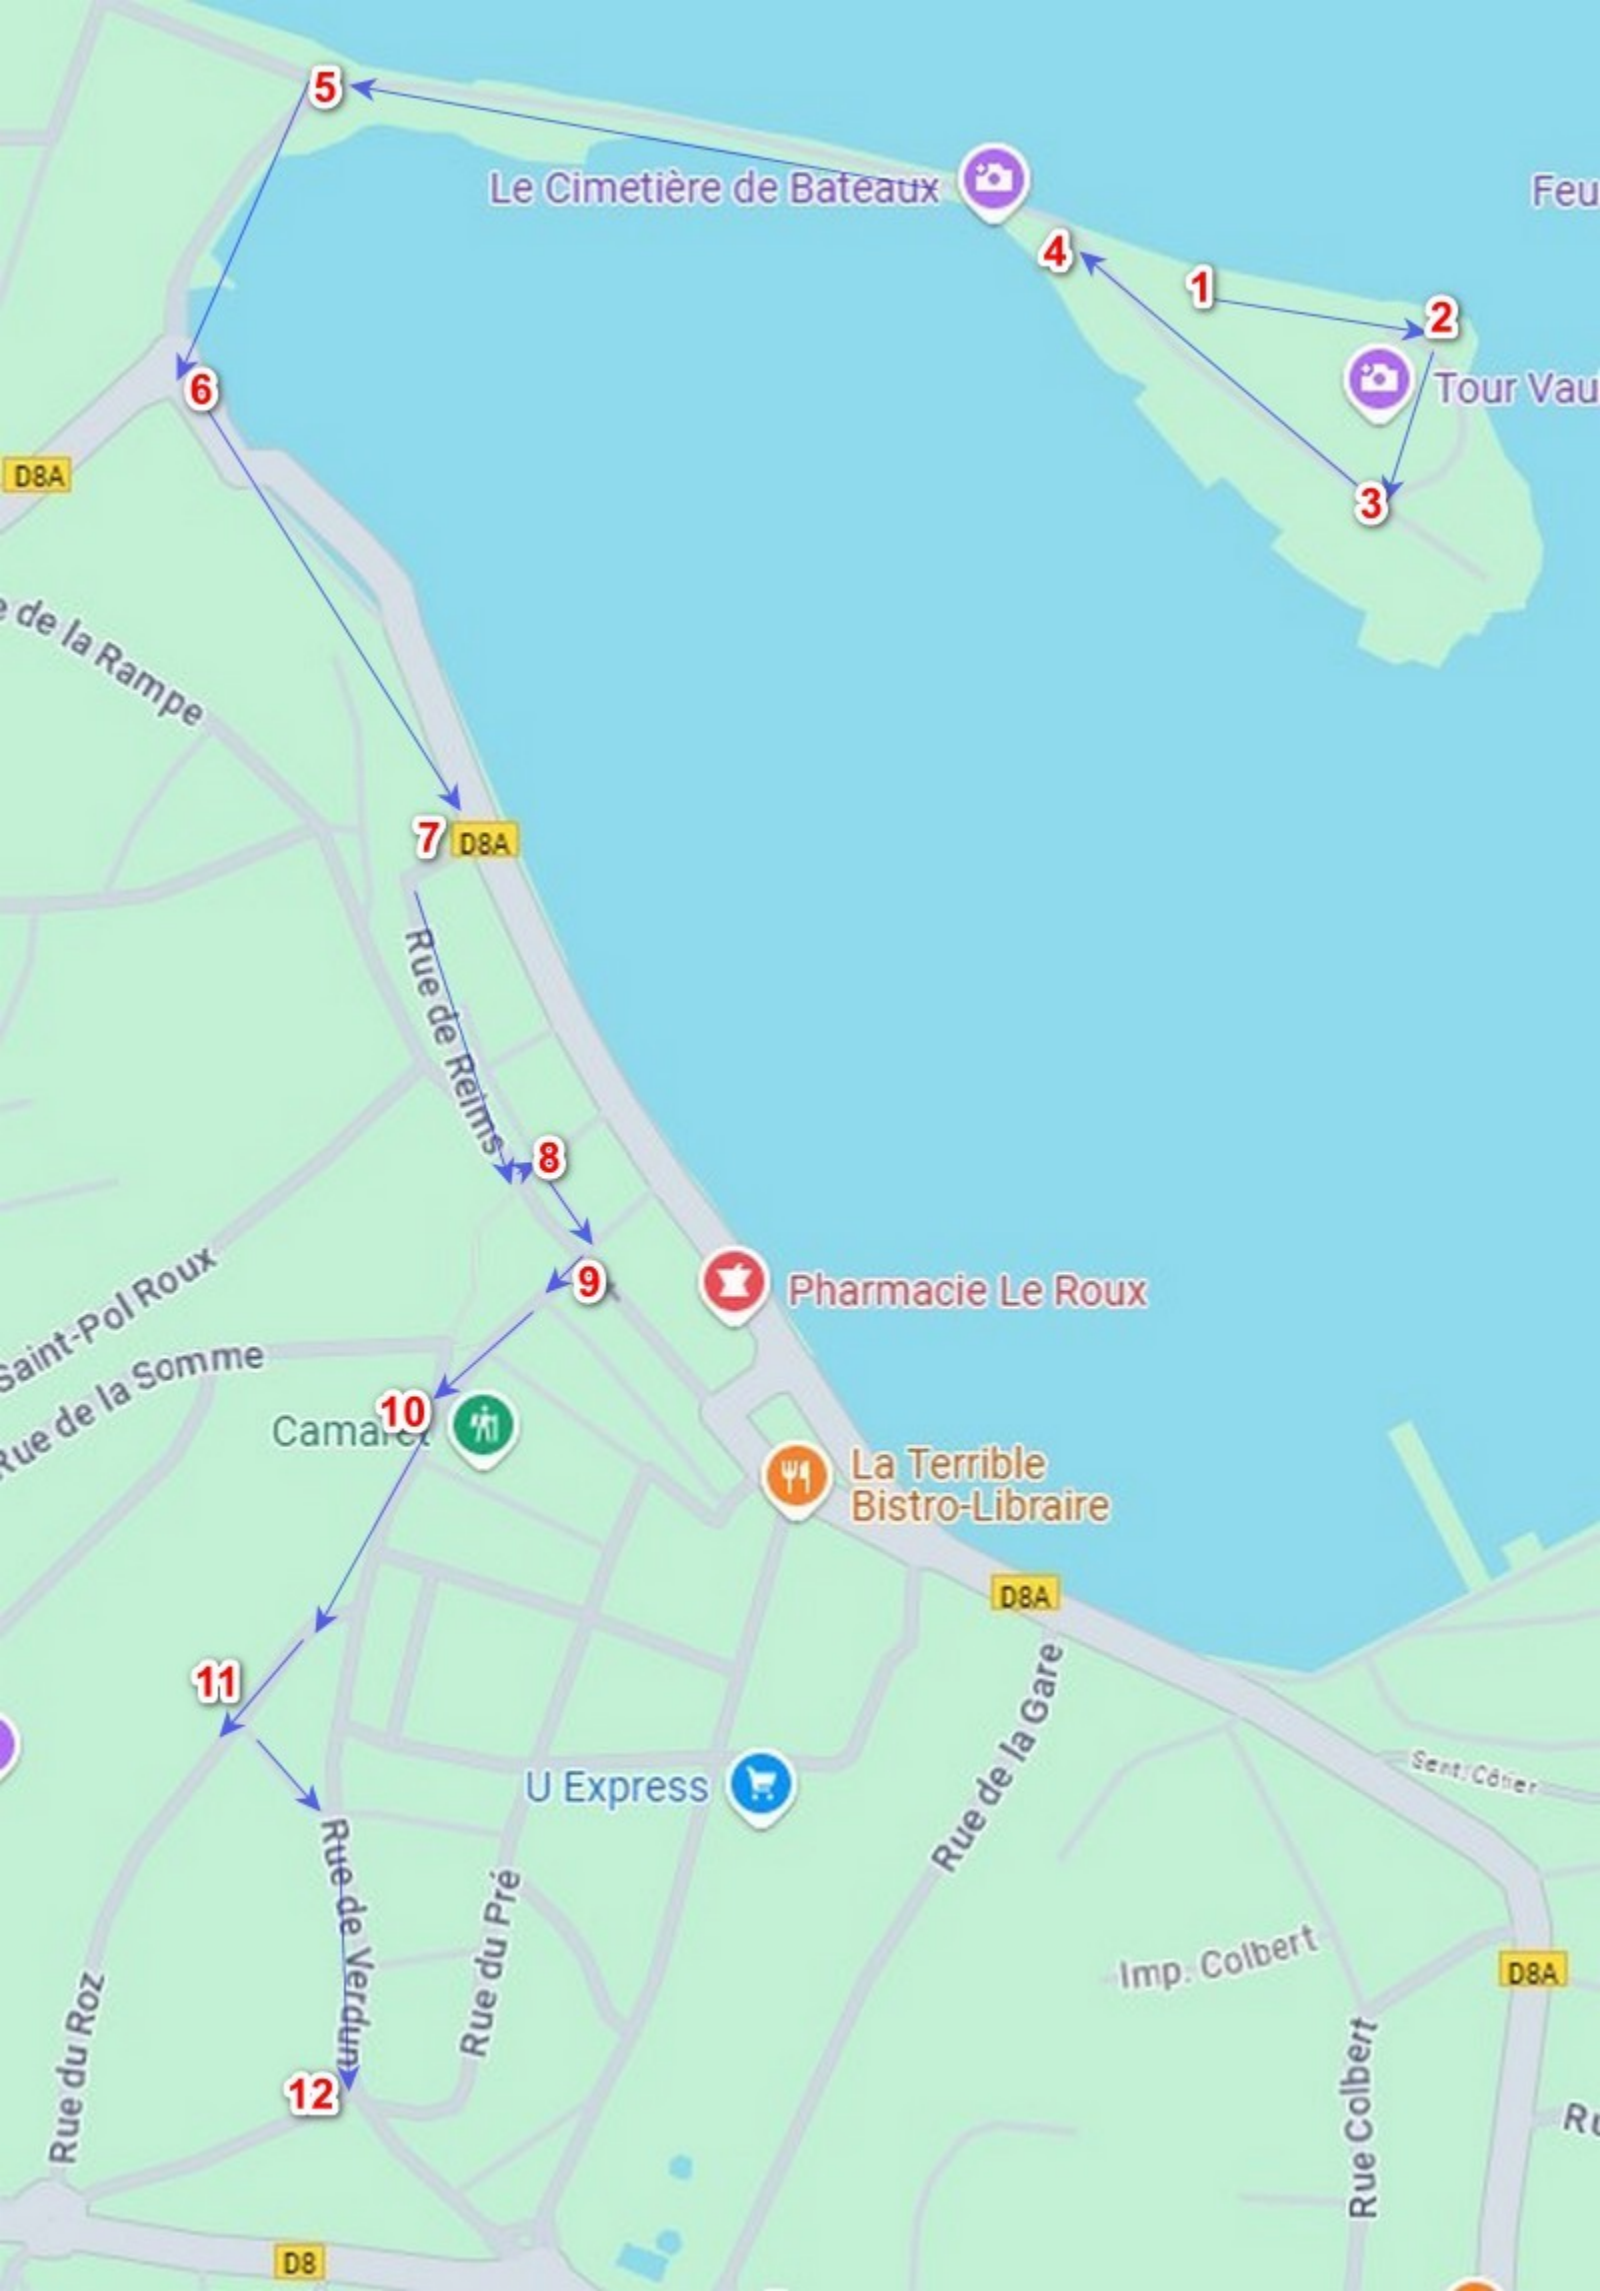 5
Le Cimetière de Bateaux
Feu
4
1
2
Tour Vau
3
6
D8A
e de la Rampe
7
D8A
Rue de Reims
8
9
Pharmacie Le Roux
Saint-Pol Roux
Rue de la Somme
10
Camaret
La Terrible
Bistro-Libraire
D8A
11
Rue de la Gare
U Express
Sent. Côtier
Rue de Verdun
Rue du Pré
Imp. Colbert
D8A
Rue du Roz
12
Rue Colbert
Ru
D8